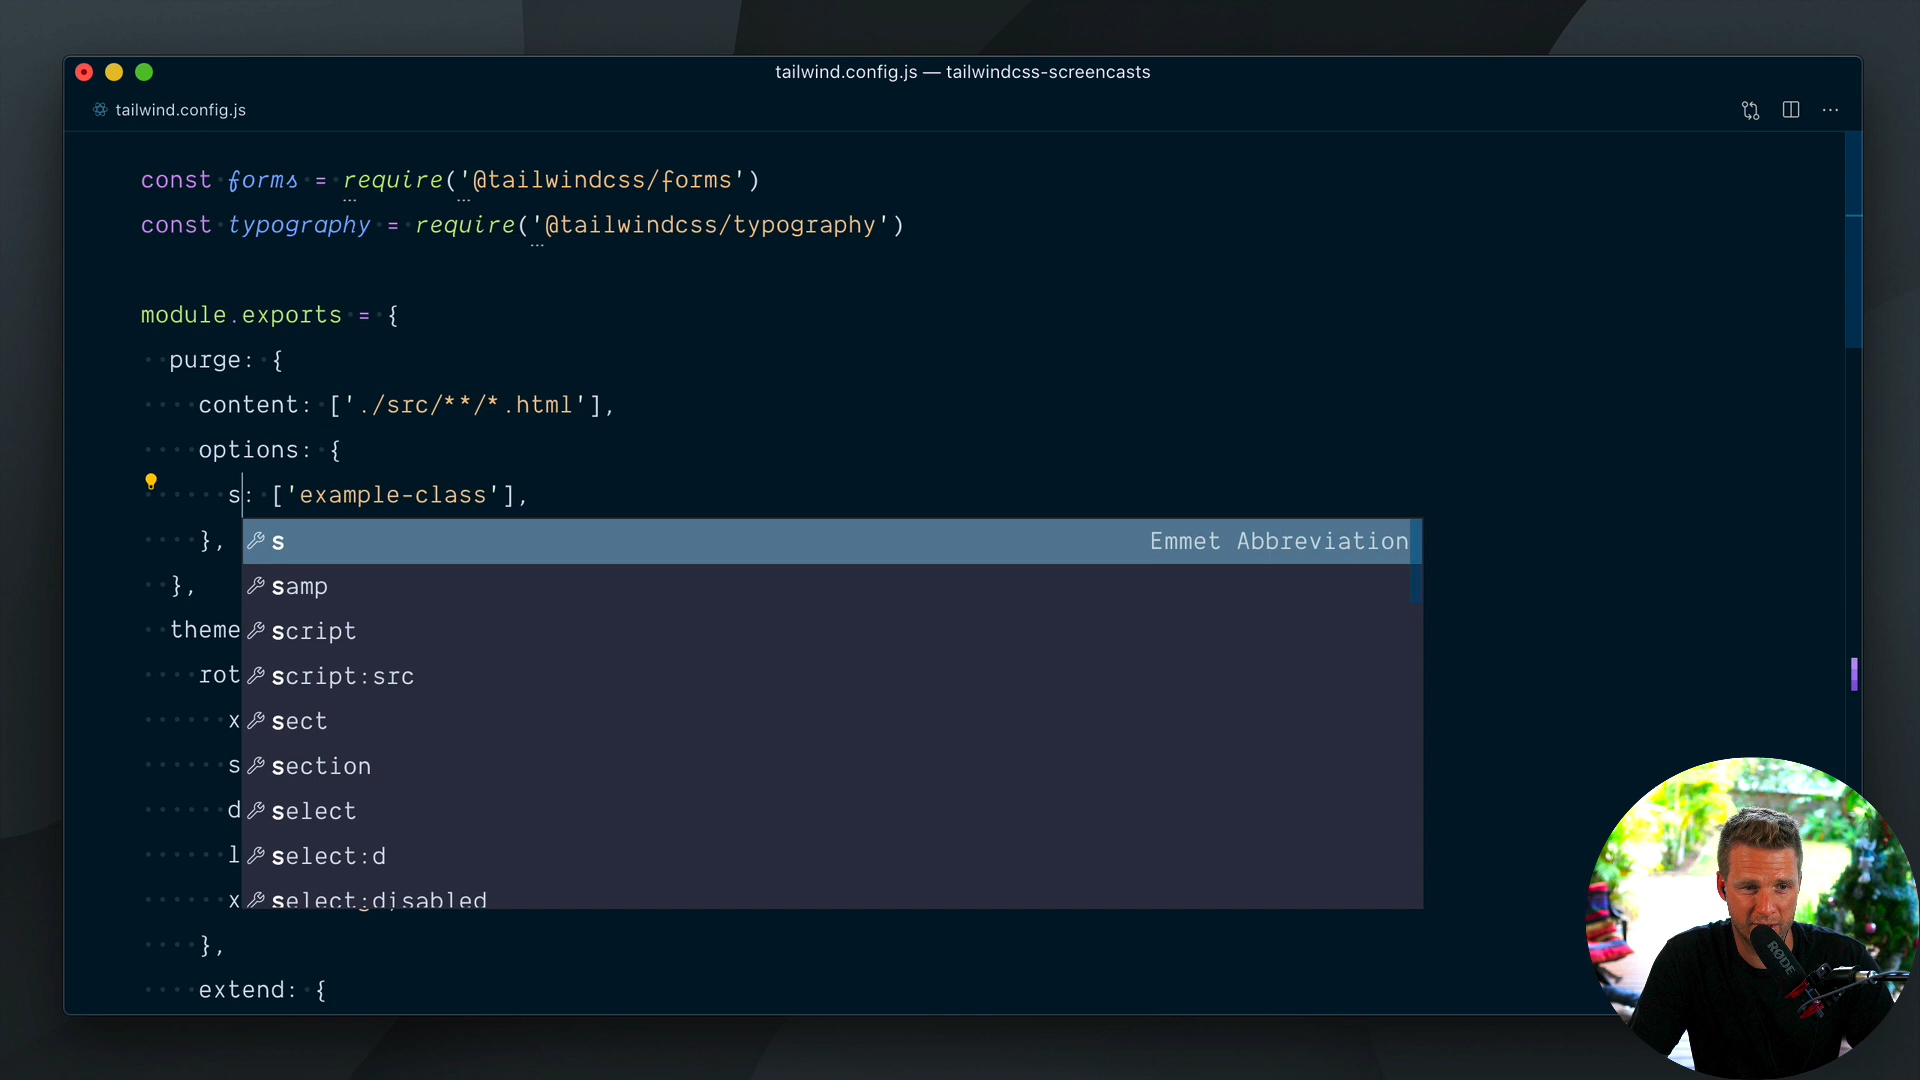 tailwind.config.js — tailwindcss-screencasts
tailwind.config.js
const forms = require('@tailwindcss/forms')
const typography = require('@tailwindcss/typography')
module.exports = {
purge: {
content: ['./src/**/*.html'],
options: {
s: ['example-class'],
},
s Emmet Abbreviation
},
samp
theme
script
rot
script:src
x
sect
s
section
d
select
l
select:d
x
select:disabled
},
extend: {
RØDE